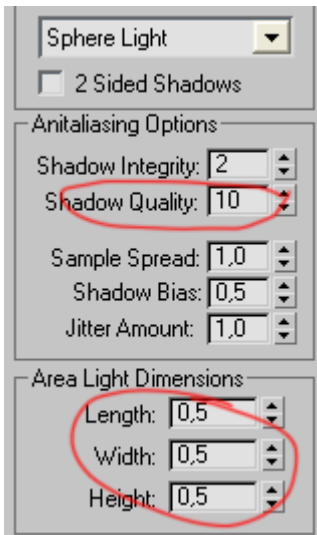 Sphere Light
2 Sided Shadows
Anitaliasing Options
Shadow Integrity: 2
Shadow Quality: 10
Sample Spread: 1,0
Shadow Bias: 0,5
Jitter Amount: 1,0
Area Light Dimensions
Length: 0,5
Width: 0,5
Height: 0,5